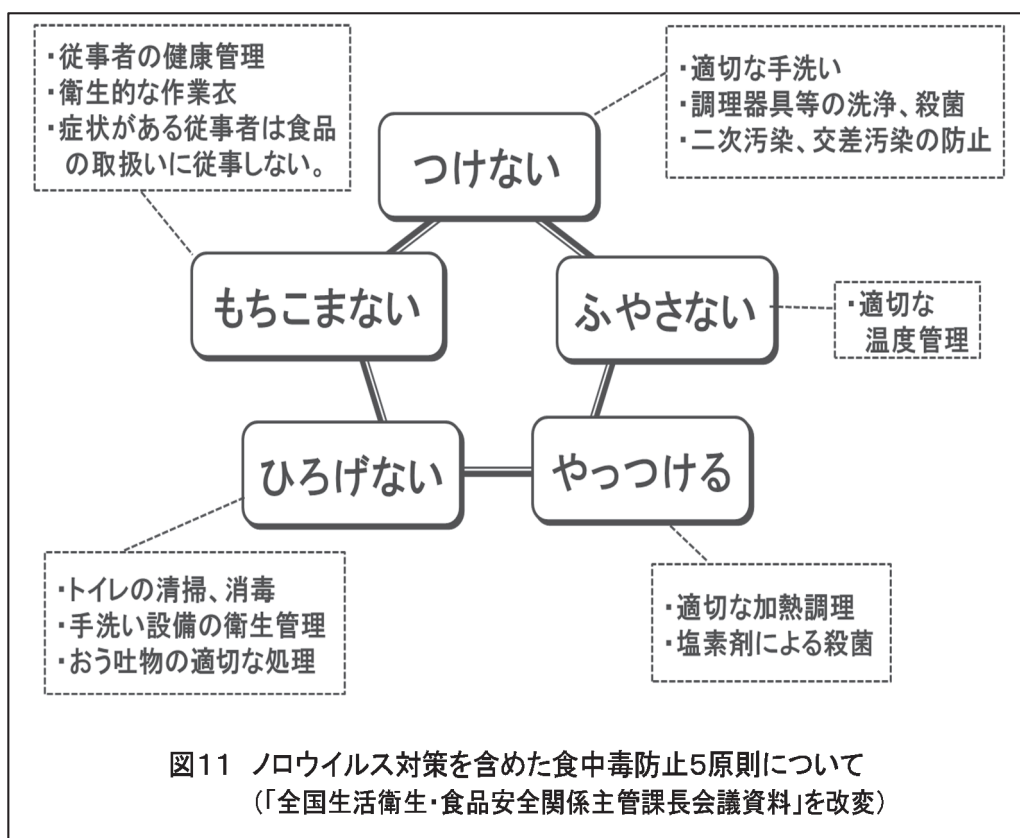 ・従事者の健康管理
・衛生的な作業衣
・症状がある従事者は食品
の取扱いに従事しない。
・適切な手洗い
・調理器具等の洗浄、殺菌
・二次汚染、交差汚染の防止
つけない
もちこまない
ふやさない
・適切な
温度管理
ひろげない
やっつける
・トイレの清掃、消毒
・手洗い設備の衛生管理
・おう吐物の適切な処理
・適切な加熱調理
・塩素剤による殺菌
図11 ノロウイルス対策を含めた食中毒防止5原則について
(「全国生活衛生・食品安全関係主管課長会議資料」を改変)